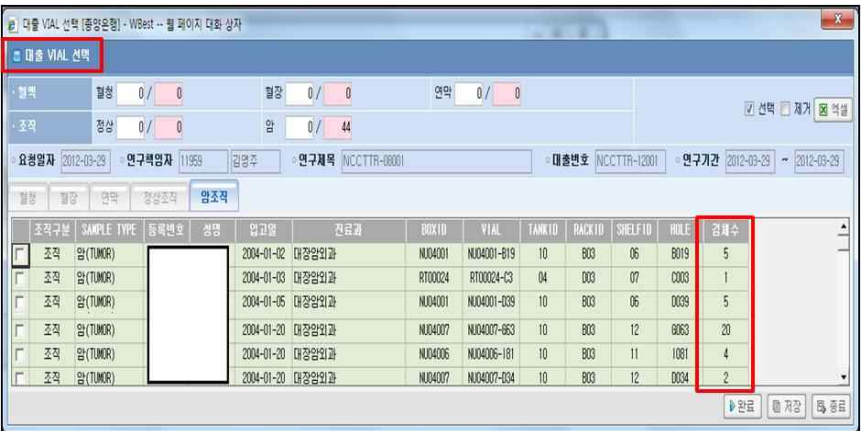 대출 VIAL 선택 [종양은행] - WBest -- 웹 페이지 대화 상자
대출 VIAL 선택
혈액 혈청 0 / 0 혈장 0 / 0 연막 0 / 0
조직 정상 0 / 0 암 0 / 44 선택 제거 엑셀
요청일자 2012-03-29 연구책임자 11959 김영주 연구제목 NCCTTR-08001 대출번호 NCCTTR-12001 연구기간 2012-03-29 ~ 2012-03-29
혈청 혈장 연막 정상조직 암조직
조직구분 SAMPLE TYPE 등록번호 성명 입고일 진료과 BOXID VIAL TANKID RACKID SHELFID HOLE 검체수
조직 암(TUMOR) 2004-01-02 대장암외과 NU04001 NU04001-B19 10 B03 06 B019 5
조직 암(TUMOR) 2004-01-03 대장암외과 RT00024 RT00024-C3 04 D03 07 C003 1
조직 암(TUMOR) 2004-01-05 대장암외과 NU04001 NU04001-D39 10 B03 06 D039 5
조직 암(TUMOR) 2004-01-20 대장암외과 NU04007 NU04007-G63 10 B03 12 G063 20
조직 암(TUMOR) 2004-01-20 대장암외과 NU04006 NU04006-I81 10 B03 11 I081 4
조직 암(TUMOR) 2004-01-20 대장암외과 NU04007 NU04007-D34 10 B03 12 D034 2
완료 저장 종료